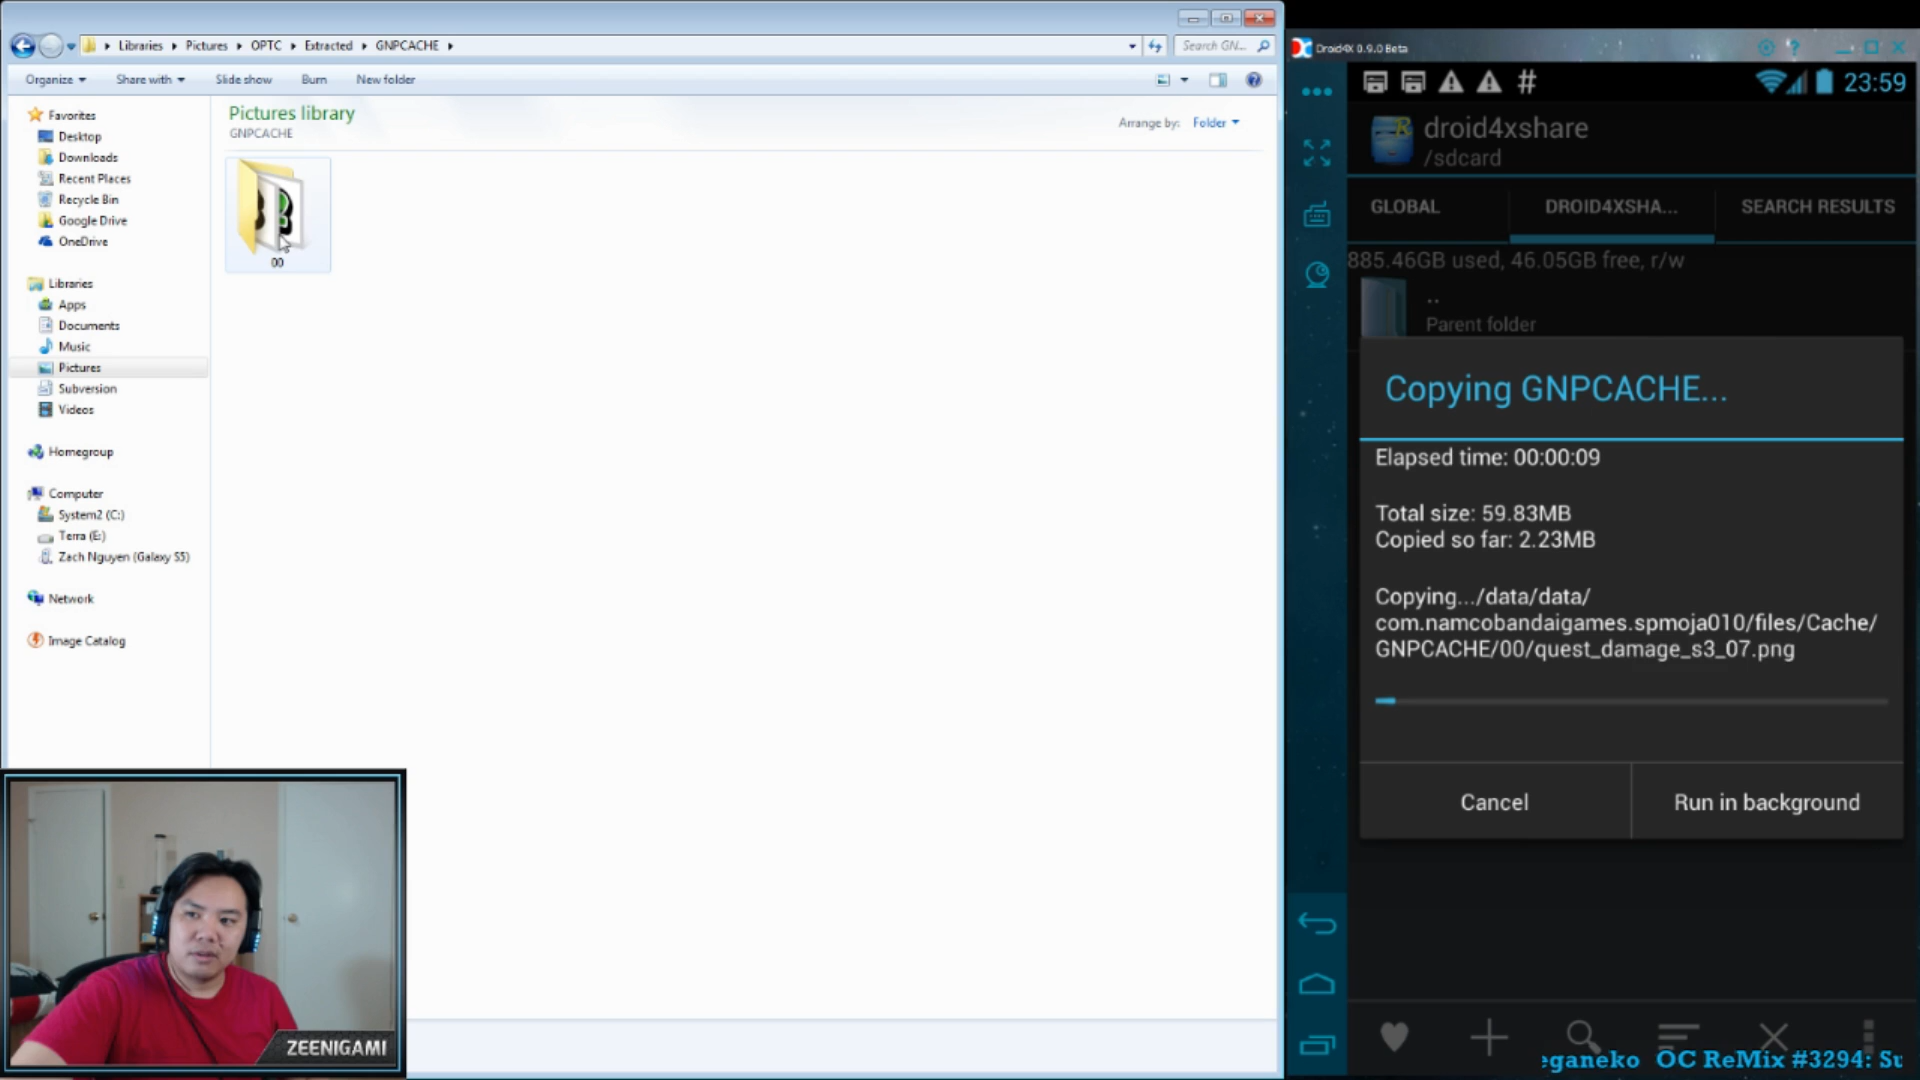 Libraries ▸ Pictures ▸ OPTC ▸ Extracted ▸ GNPCACHE ▸
Search GN...
Organize Share with Slide show Burn New folder
Favorites
Desktop
Downloads
Recent Places
Recycle Bin
Google Drive
OneDrive
Libraries
Apps
Documents
Music
Pictures
Subversion
Videos
Homegroup
Computer
System2 (C:)
Terra (E:)
Zach Nguyen (Galaxy S5)
Network
Image Catalog
Pictures library
GNPCACHE
Arrange by: Folder
00
ZEENIGAMI
Droid4X 0.9.0 Beta
23:59
droid4xshare
/sdcard
GLOBAL DROID4XSHA... SEARCH RESULTS
885.46GB used, 46.05GB free, r/w
..
Parent folder
Copying GNPCACHE...
Elapsed time: 00:00:09
Total size: 59.83MB
Copied so far: 2.23MB
Copying.../data/data/
com.namcobandaigames.spmoja010/files/Cache/
GNPCACHE/00/quest_damage_s3_07.png
Cancel Run in background
eganeko OC ReMix #3294: Su